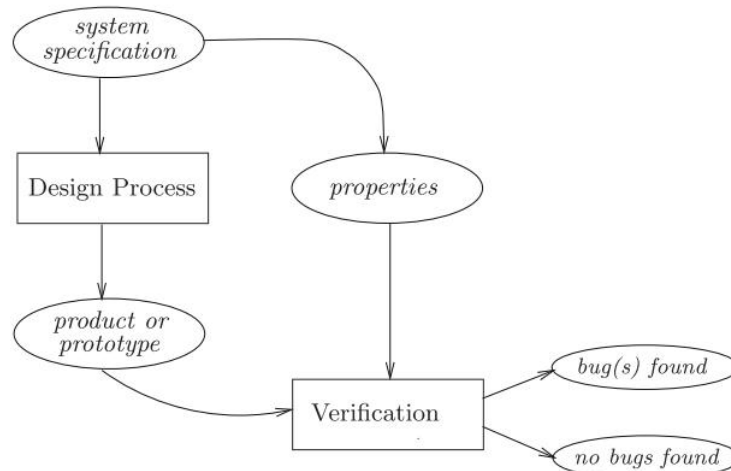 system
specification
Design Process
properties
product or
prototype
bug(s) found
Verification
no bugs found